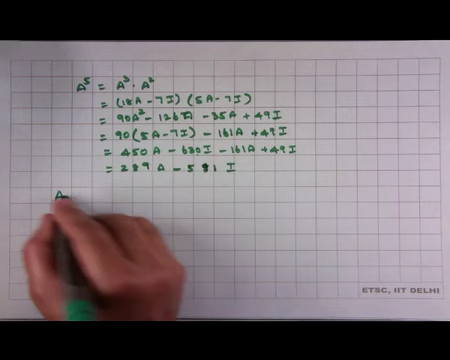 A⁵ = A³ · A²
= (18A - 7I) (5A - 7I)
= 90A² - 126A - 35A + 49I
= 90(5A - 7I) - 161A + 49I
= 450A - 630I - 161A + 49I
= 289A - 581 I
A
ETSC, IIT DELHI